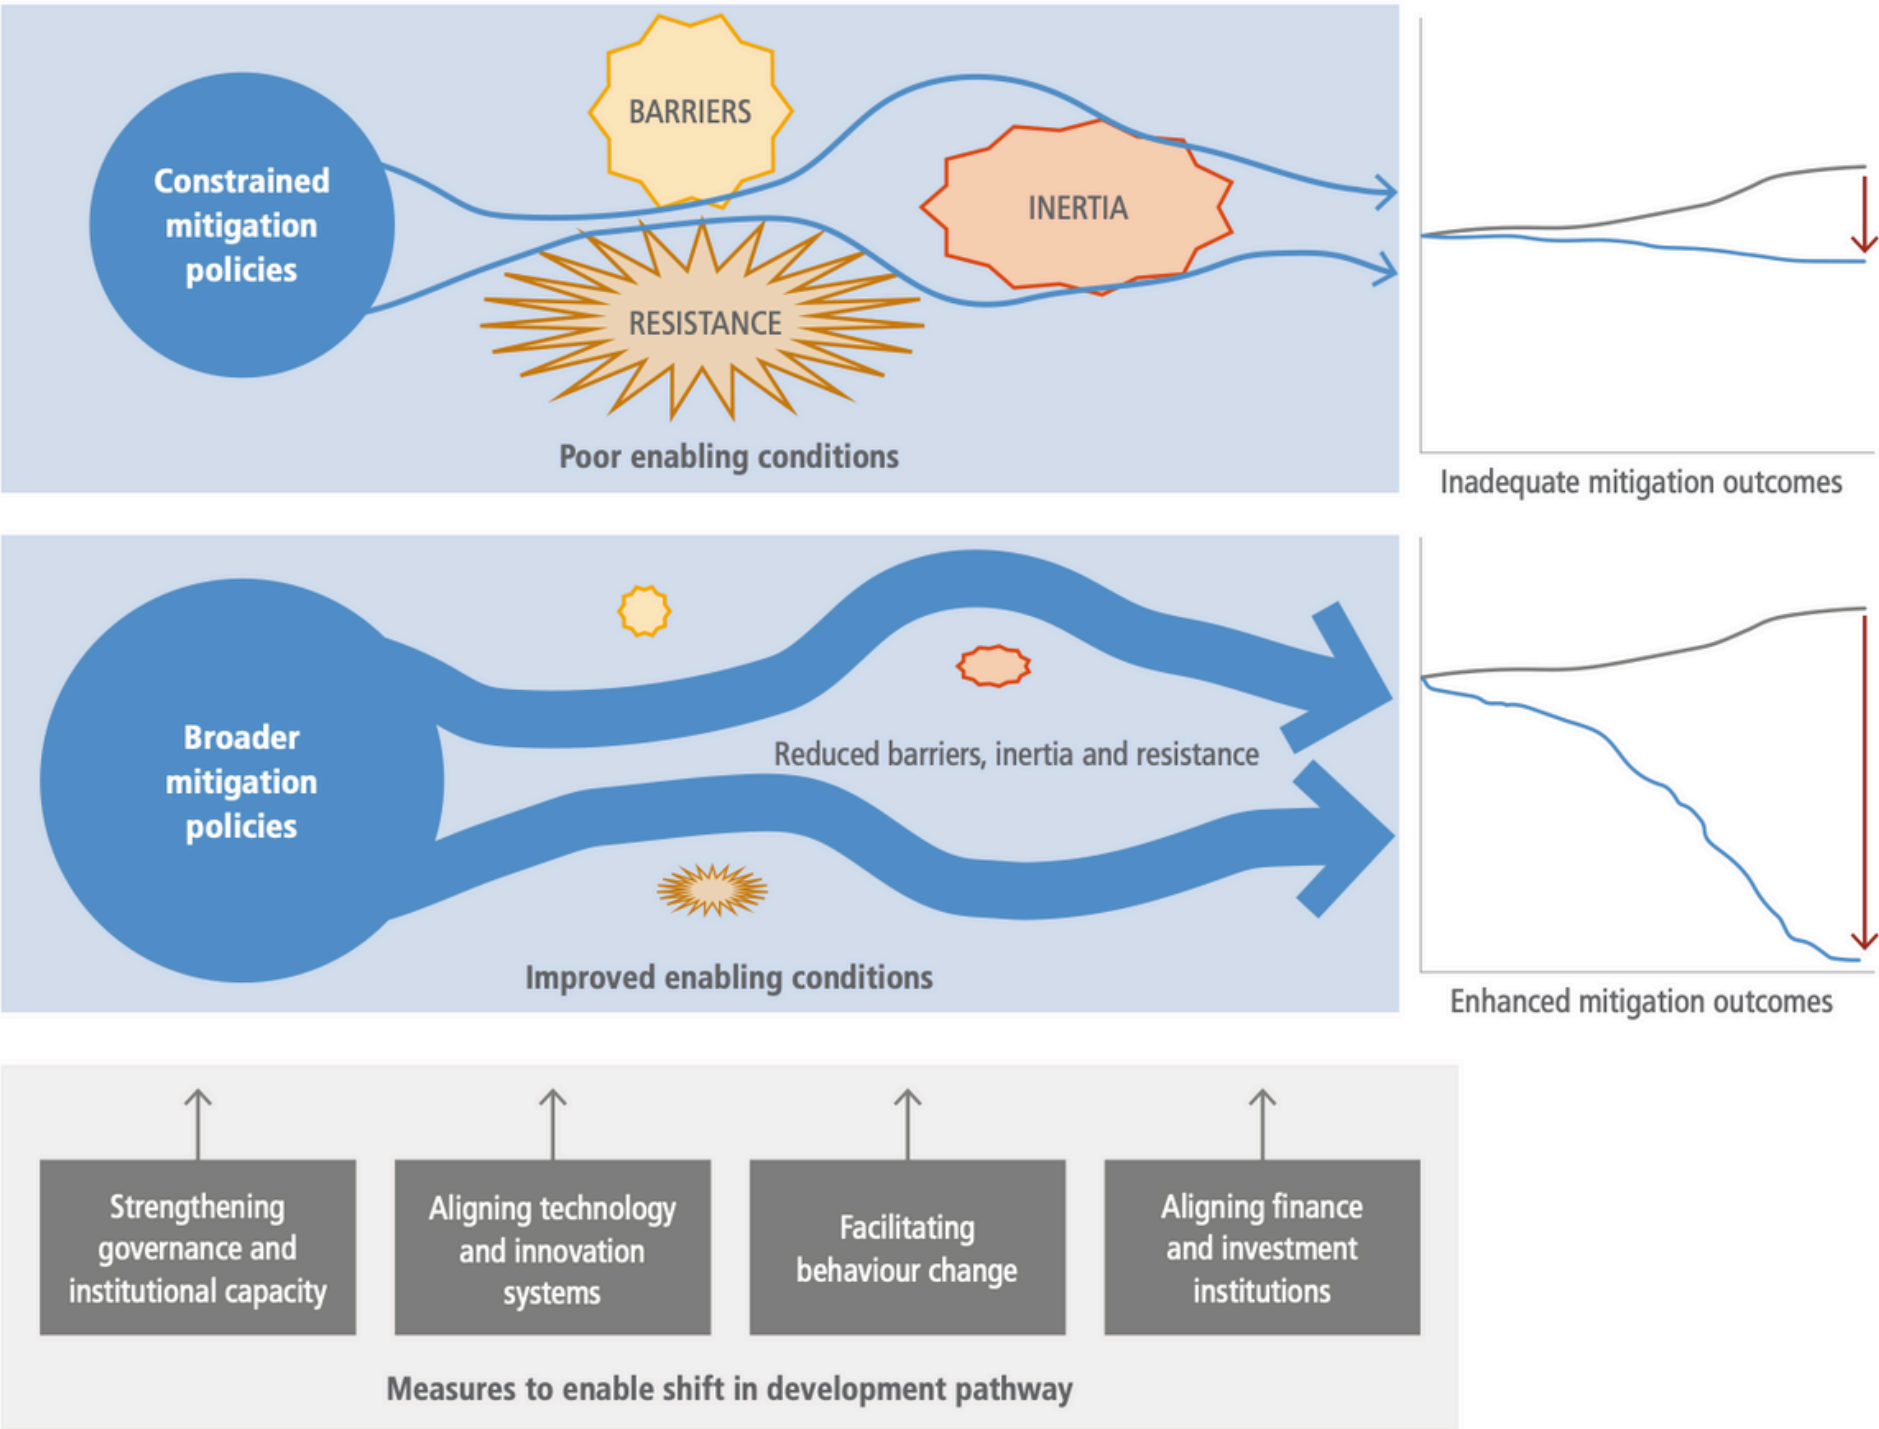 Constrained
mitigation
policies
BARRIERS
RESISTANCE
INERTIA
Poor enabling conditions
Inadequate mitigation outcomes
Broader
mitigation
policies
Reduced barriers, inertia and resistance
Improved enabling conditions
Enhanced mitigation outcomes
Strengthening
governance and
institutional capacity
Aligning technology
and innovation
systems
Facilitating
behaviour change
Aligning finance
and investment
institutions
Measures to enable shift in development pathway